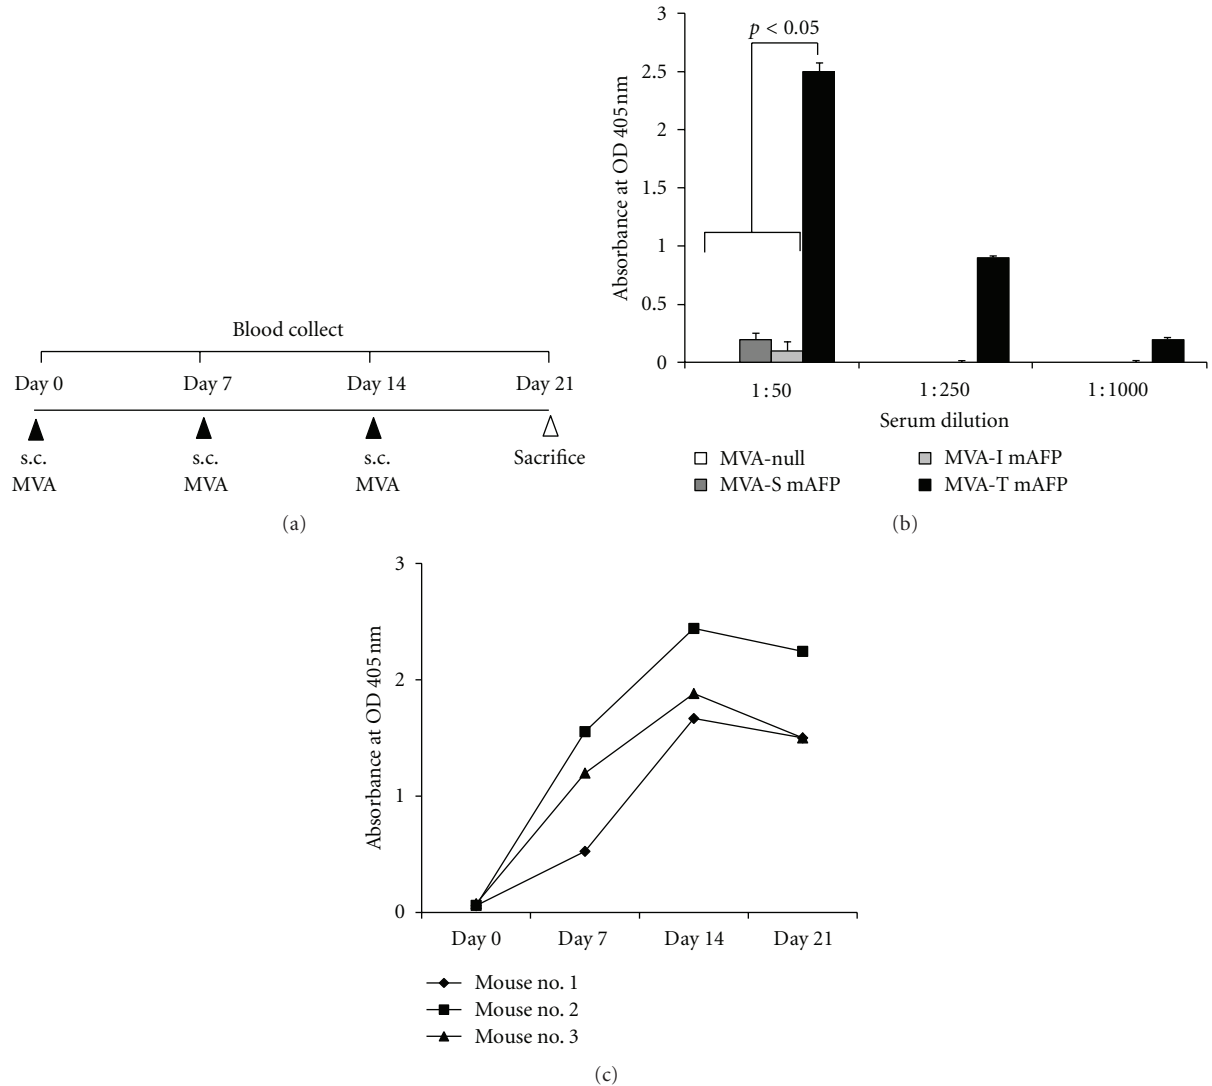 Blood collect
Day 0 Day 7 Day 14 Day 21
s.c. s.c. s.c. Sacrifice
MVA MVA MVA
(a)
3
2.5
2
1.5
1
0.5
0
Absorbance at OD 405 nm
p < 0.05
1:50 1:250 1:1000
Serum dilution
MVA-null MVA-I mAFP
MVA-S mAFP MVA-T mAFP
(b)
3
2
1
0
Absorbance at OD 405 nm
Day 0 Day 7 Day 14 Day 21
Mouse no. 1
Mouse no. 2
Mouse no. 3
(c)